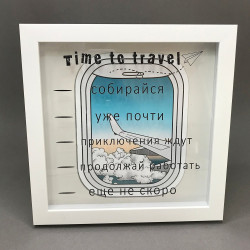 Time to travel
собирайся
уже почти
приключения ждут
продолжай работать
еще не скоро